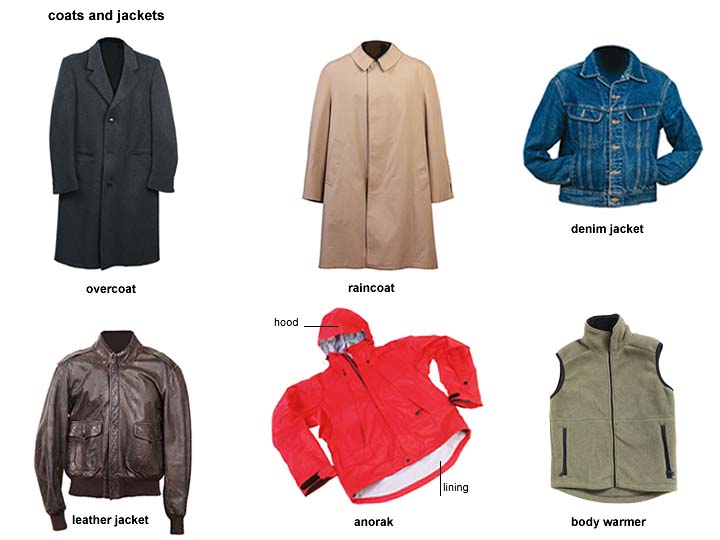 coats and jackets
overcoat
raincoat
denim jacket
hood
lining
leather jacket
anorak
body warmer